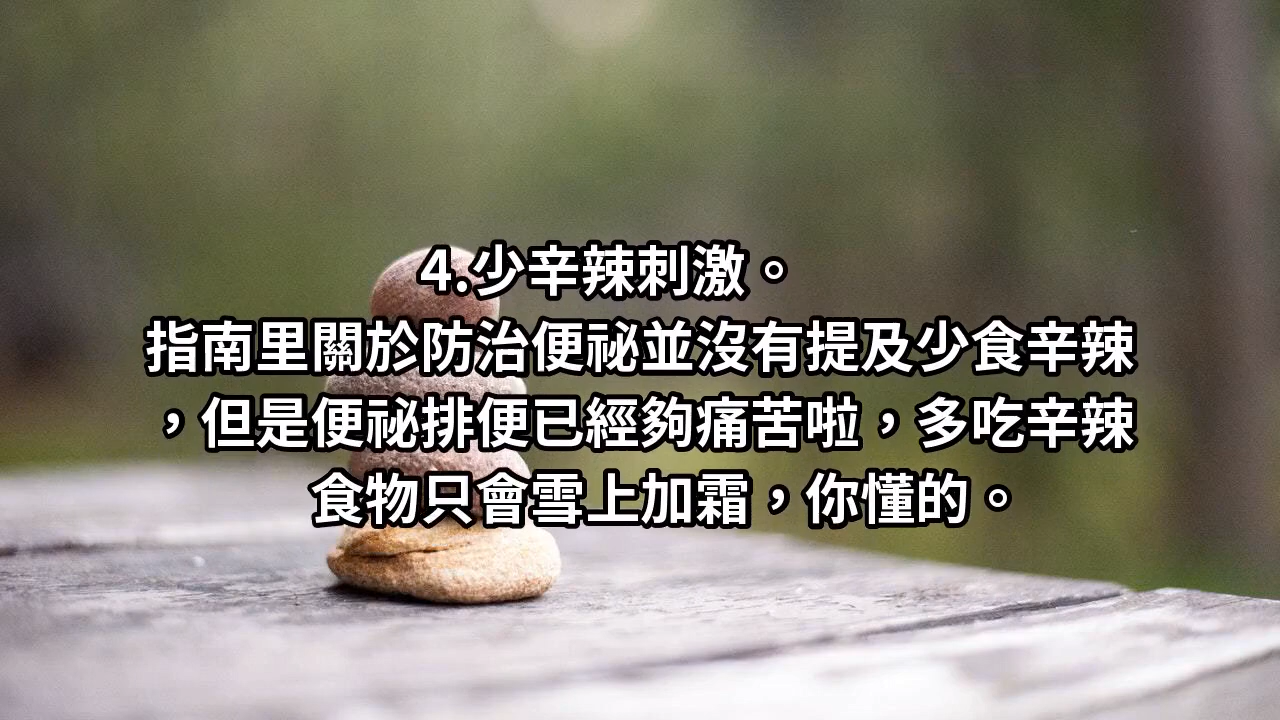 4.少辛辣刺激。
指南里關於防治便祕並沒有提及少食辛辣
，但是便祕排便已經夠痛苦啦，多吃辛辣
食物只會雪上加霜，你懂的。